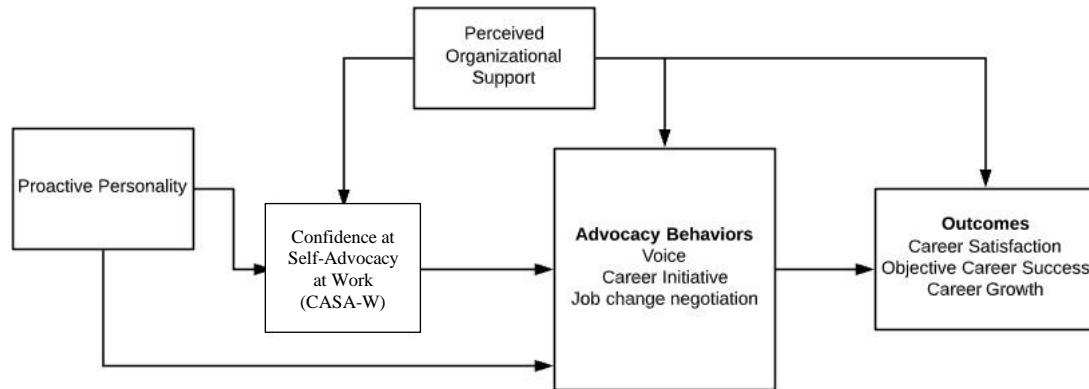 Perceived
Organizational
Support
Proactive Personality
Confidence at
Self-Advocacy
at Work
(CASA-W)
Advocacy Behaviors
Voice
Career Initiative
Job change negotiation
Outcomes
Career Satisfaction
Objective Career Success
Career Growth